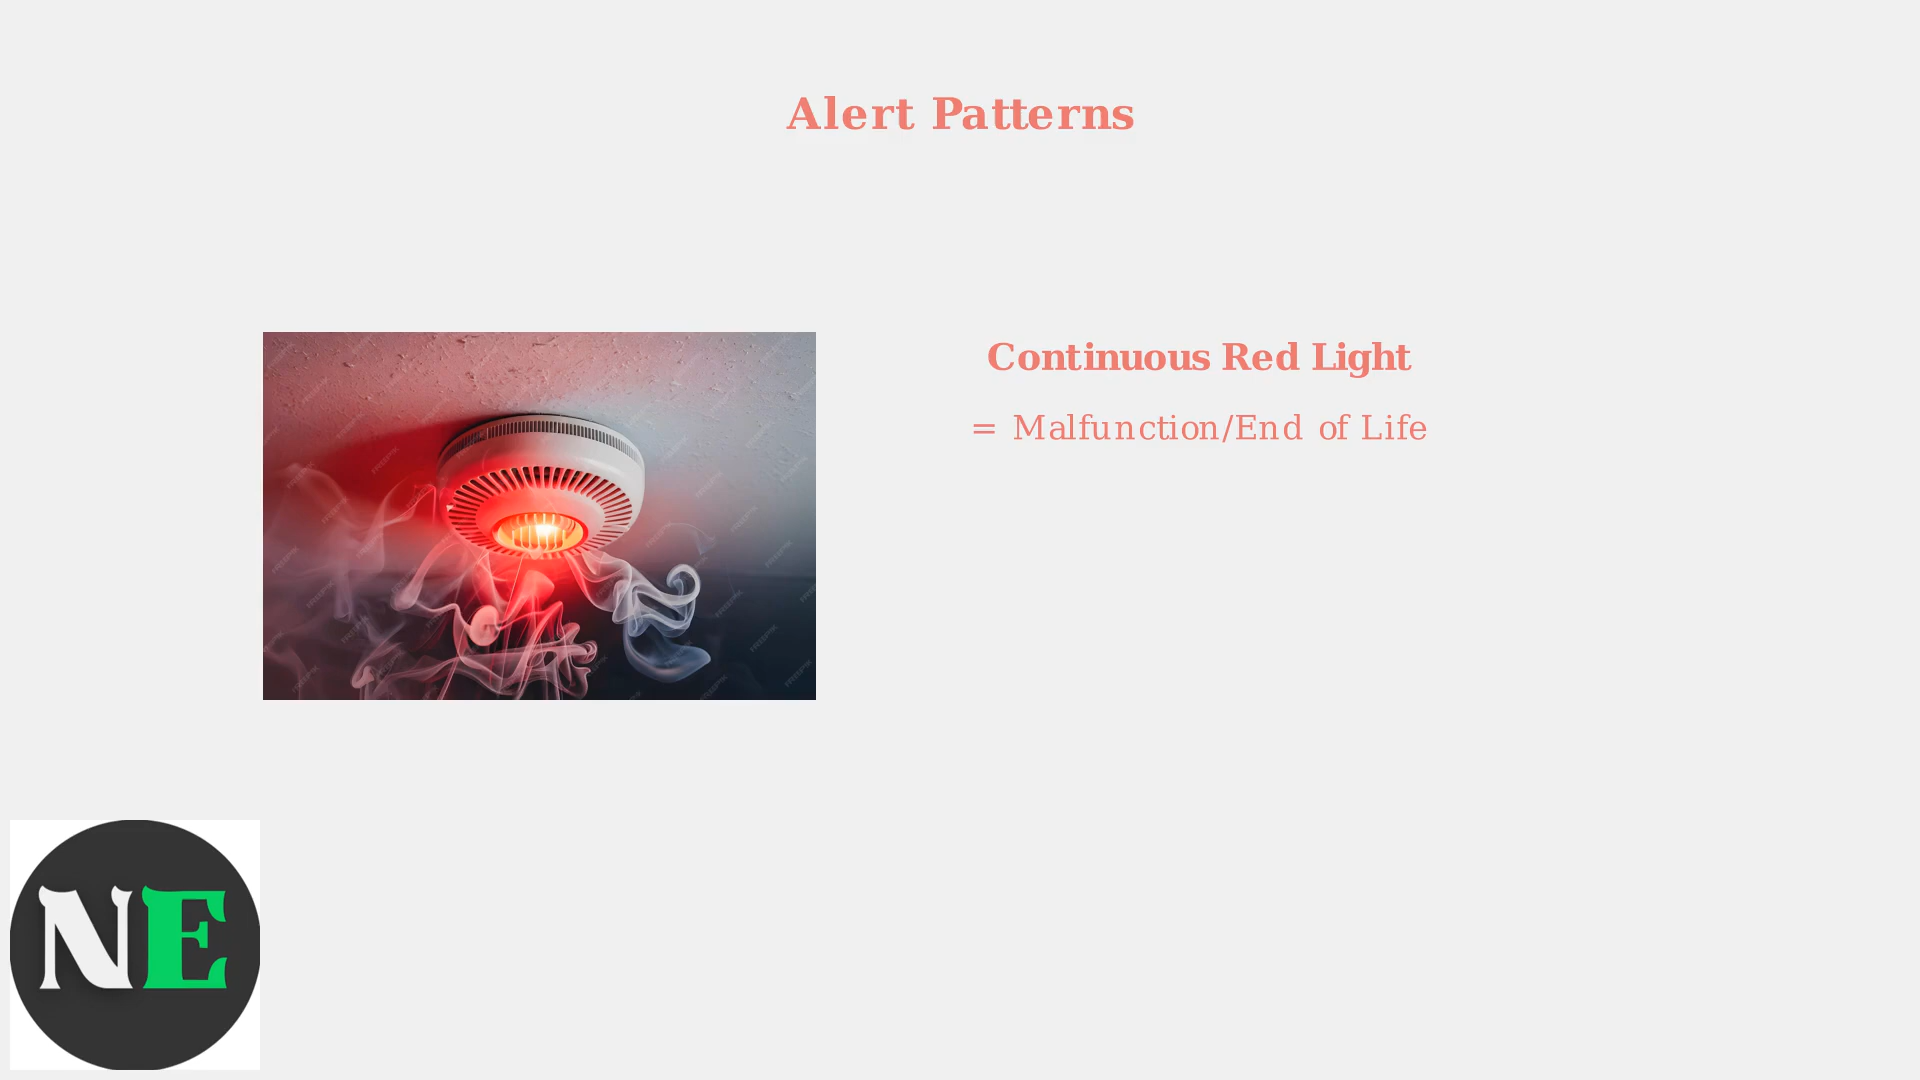 Alert Patterns
Continuous Red Light
= Malfunction/End of Life
NE